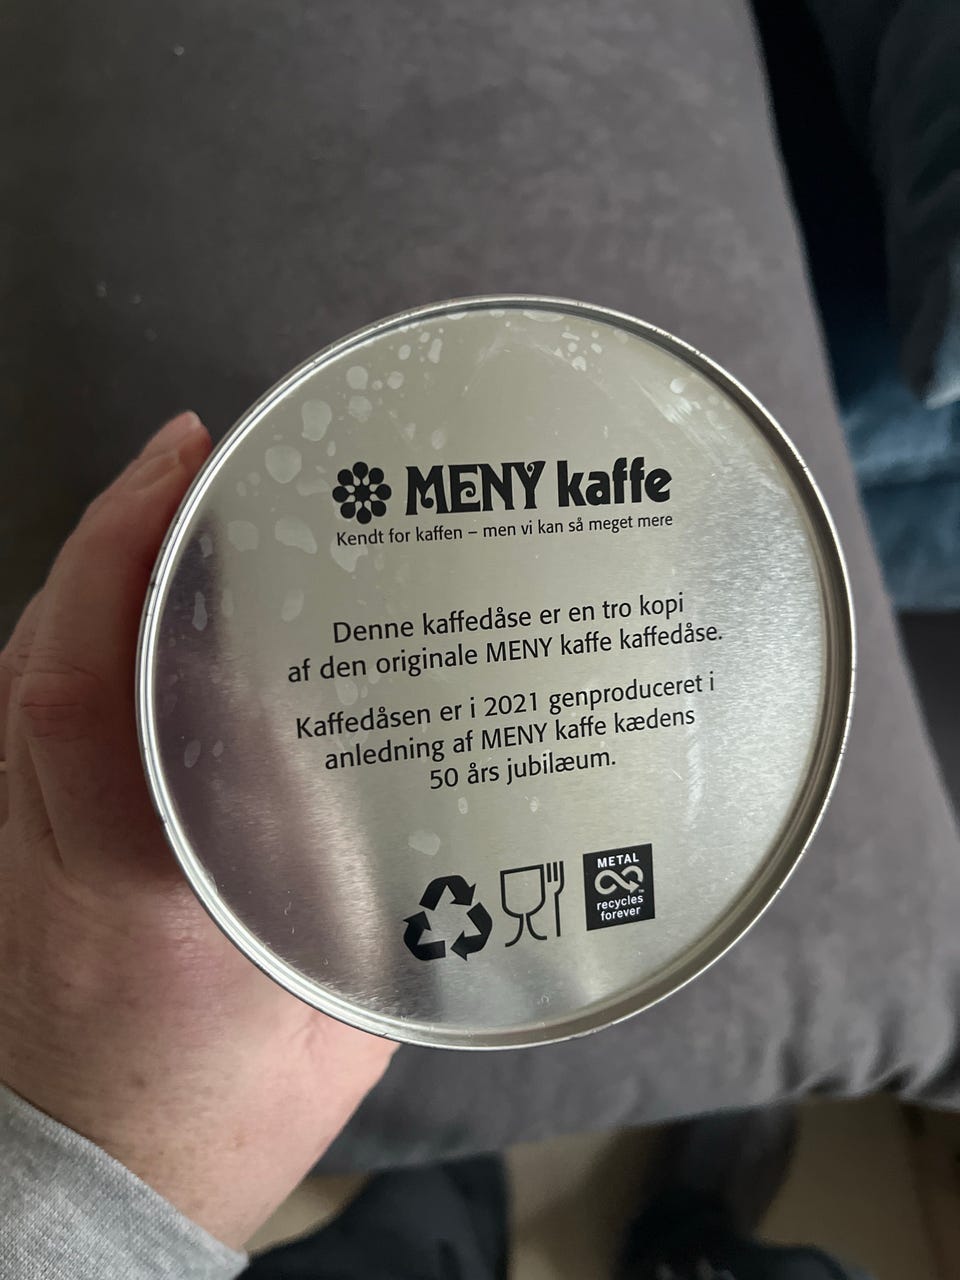 MENY kaffe
Kendt for kaffen – men vi kan så meget mere
Denne kaffedåse er en tro kopi
af den originale MENY kaffe kaffedåse.
Kaffedåsen er i 2021 genproduceret i
anledning af MENY kaffe kædens
50 års jubilæum.
METAL
recycles
forever